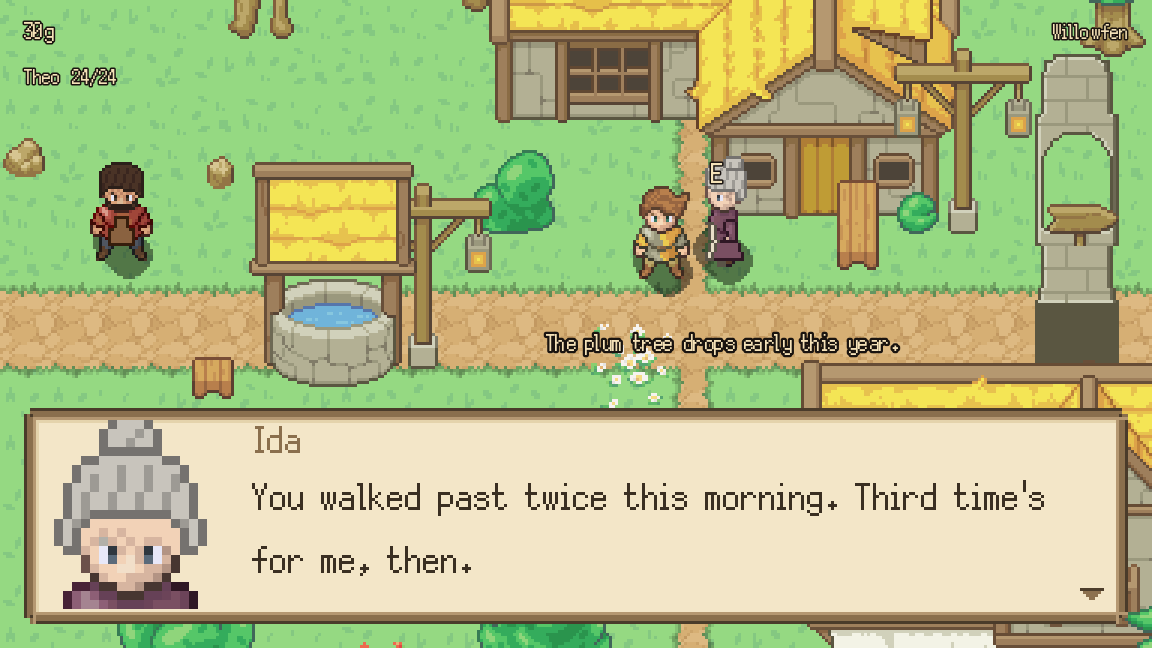 30g
Willowfen
Theo 24/24
E
The plum tree drops early this year.
Ida
You walked past twice this morning. Third time's
for me, then.